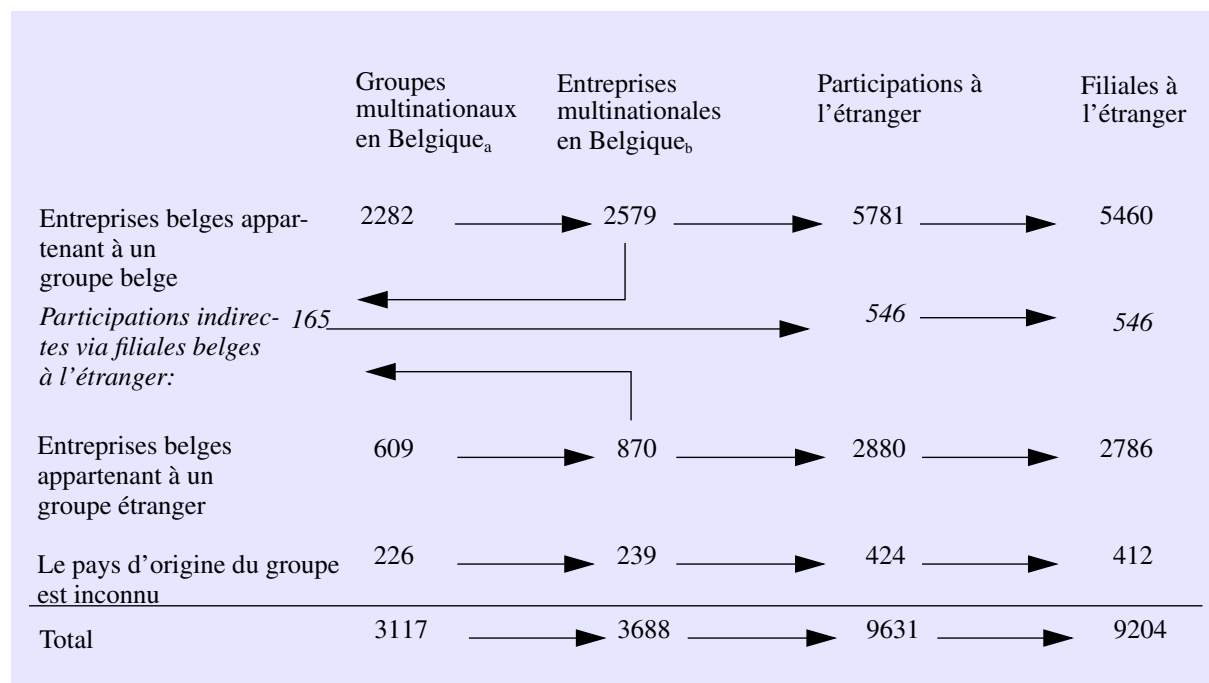 Groupes
multinationaux
en Belgiquea
Entreprises
multinationales
en Belgiqueb
Participations à
l’étranger
Filiales à
l’étranger
Entreprises belges appar-
tenant à un
groupe belge
2282
2579
5781
5460
Participations indirec-
tes via filiales belges
à l’étranger:
165
546
546
Entreprises belges
appartenant à un
groupe étranger
609
870
2880
2786
Le pays d’origine du groupe
est inconnu
226
239
424
412
Total
3117
3688
9631
9204